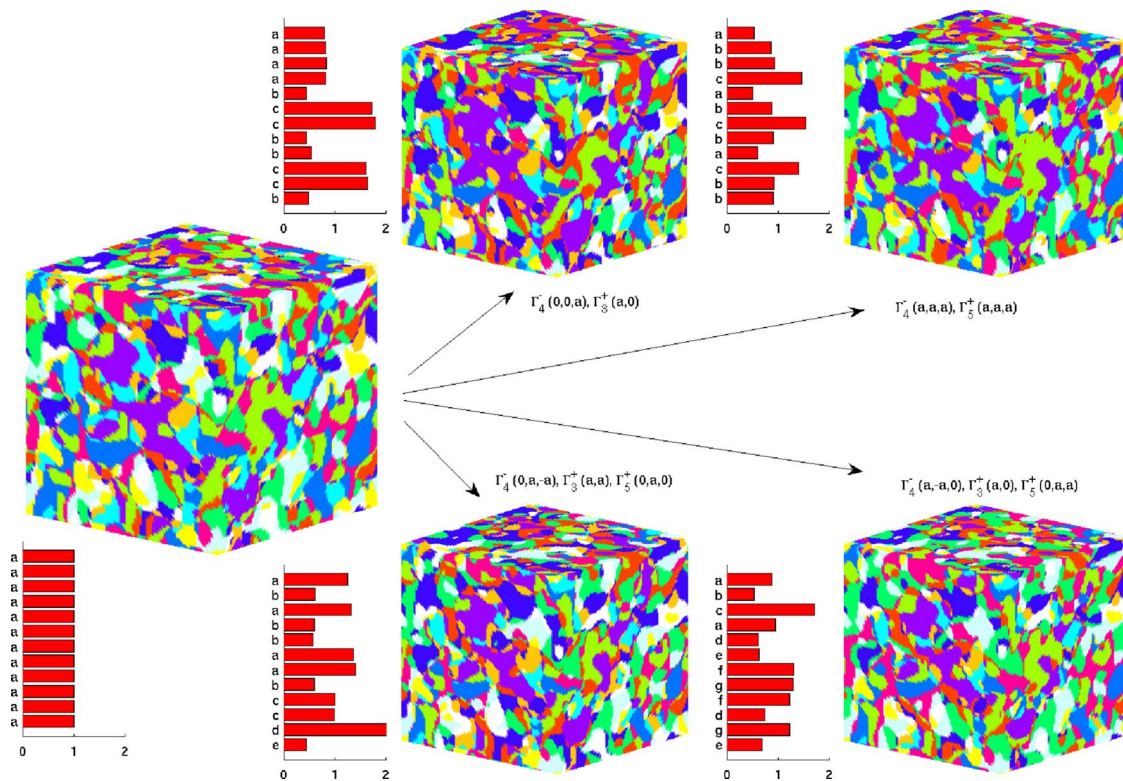 a
a
a
a
b
c
c
b
b
c
c
b
0 1 2
a
b
b
c
a
b
c
b
a
c
b
b
0 1 2
Γ₄⁻ (0,0,a), Γ₃⁺ (a,0)
Γ₄⁻ (a,a,a), Γ₅⁺ (a,a,a)
Γ₄⁻ (0,a,-a), Γ₃⁺ (a,a), Γ₅⁺ (0,a,0)
Γ₄⁻ (a,-a,0), Γ₃⁺ (a,0), Γ₅⁺ (0,a,a)
a
a
a
a
a
a
a
a
a
a
a
a
0 1 2
a
b
a
b
b
a
a
b
c
c
d
e
0 1 2
a
b
c
a
d
e
f
g
f
d
g
e
0 1 2